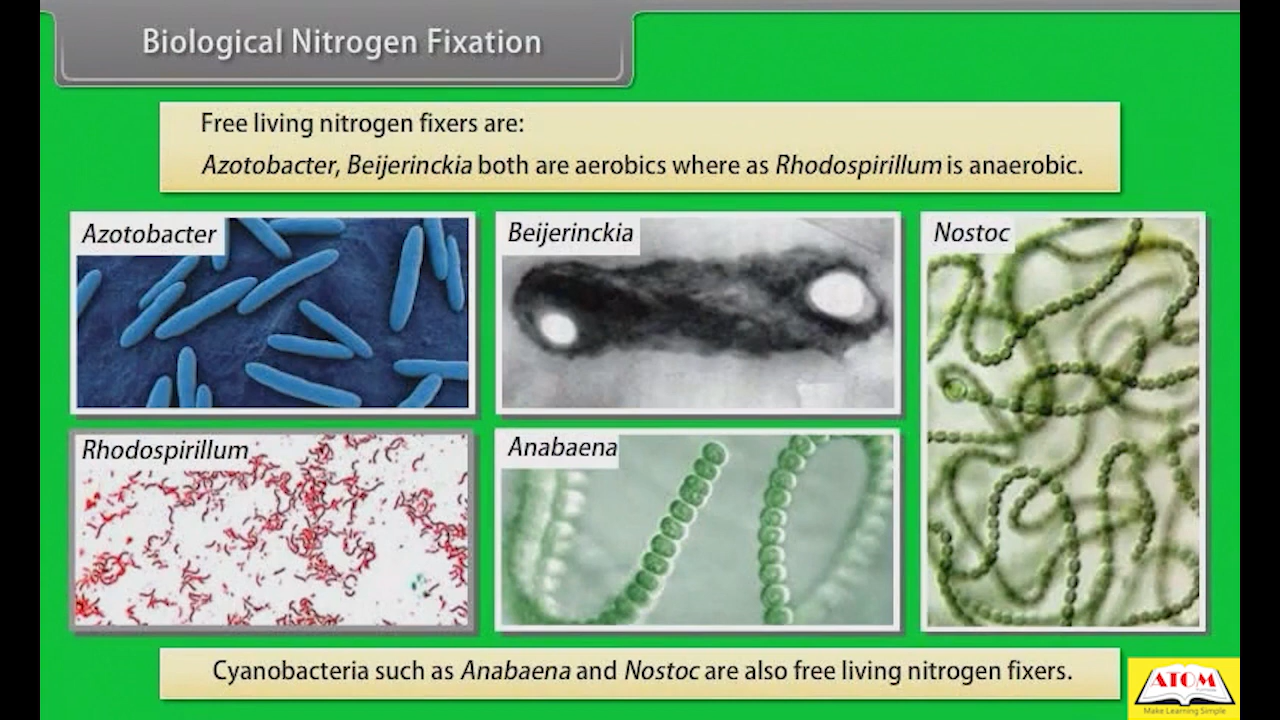 Biological Nitrogen Fixation
Free living nitrogen fixers are:
Azotobacter, Beijerinckia both are aerobics where as Rhodospirillum is anaerobic.
Azotobacter
Beijerinckia
Nostoc
Rhodospirillum
Anabaena
Cyanobacteria such as Anabaena and Nostoc are also free living nitrogen fixers.
ATOM
Make Learning Simple